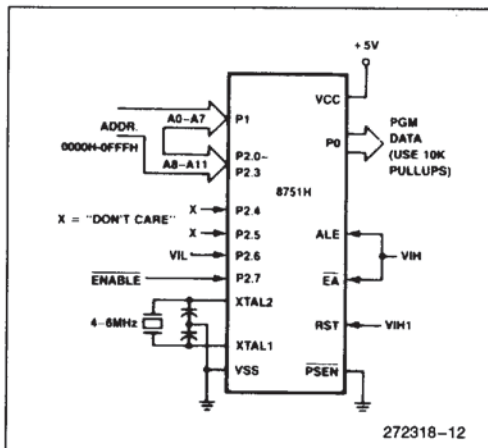 +5V
VCC
A0–A7
P1
ADDR.
0000H-0FFFH
A8–A11
P2.0-
P2.3
P0
PGM
DATA
(USE 10K
PULLUPS)
8751H
X = "DON'T CARE"
X
P2.4
X
P2.5
ALE
VIL
P2.6
VIH
ENABLE
P2.7
EA
XTAL2
4–6MHz
RST
VIH1
XTAL1
VSS
PSEN
272318–12